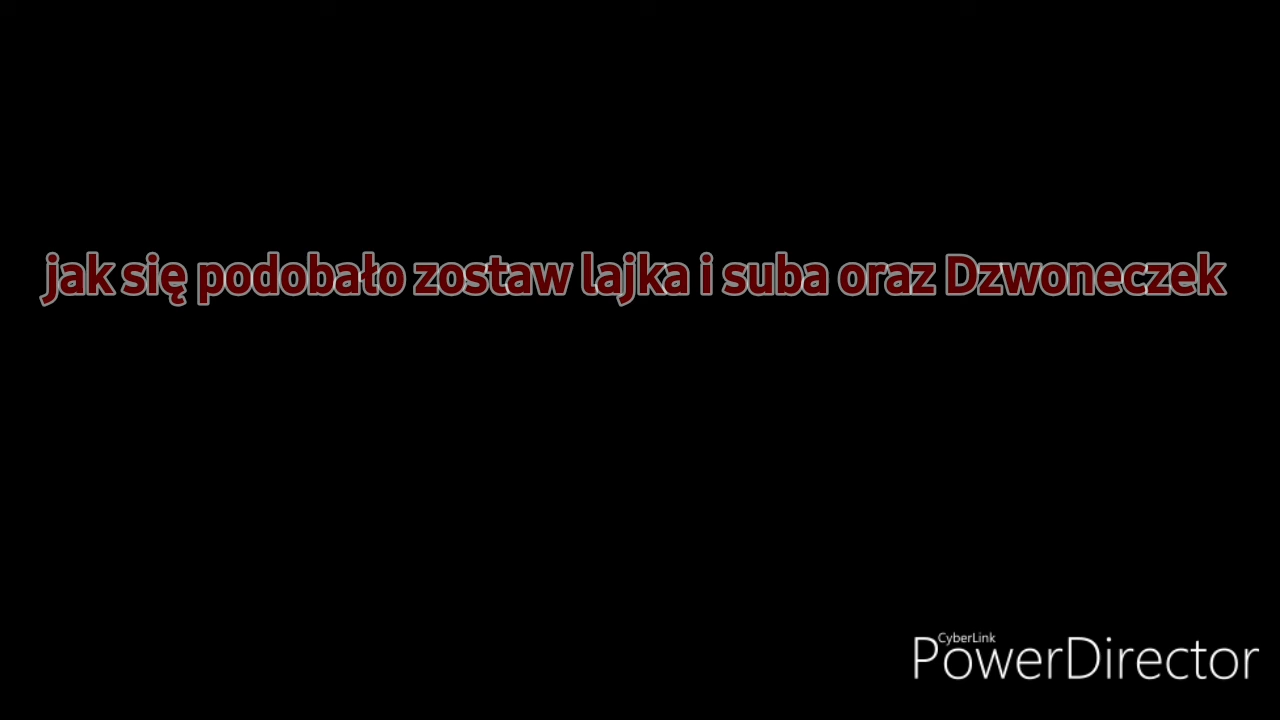 jak się podobało zostaw lajka i suba oraz Dzwoneczek
CyberLink
PowerDirector